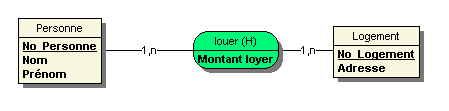 Personne
No_Personne
Nom
Prénom
1,n
louer (H)
Montant loyer
1,n
Logement
No_Logement
Adresse